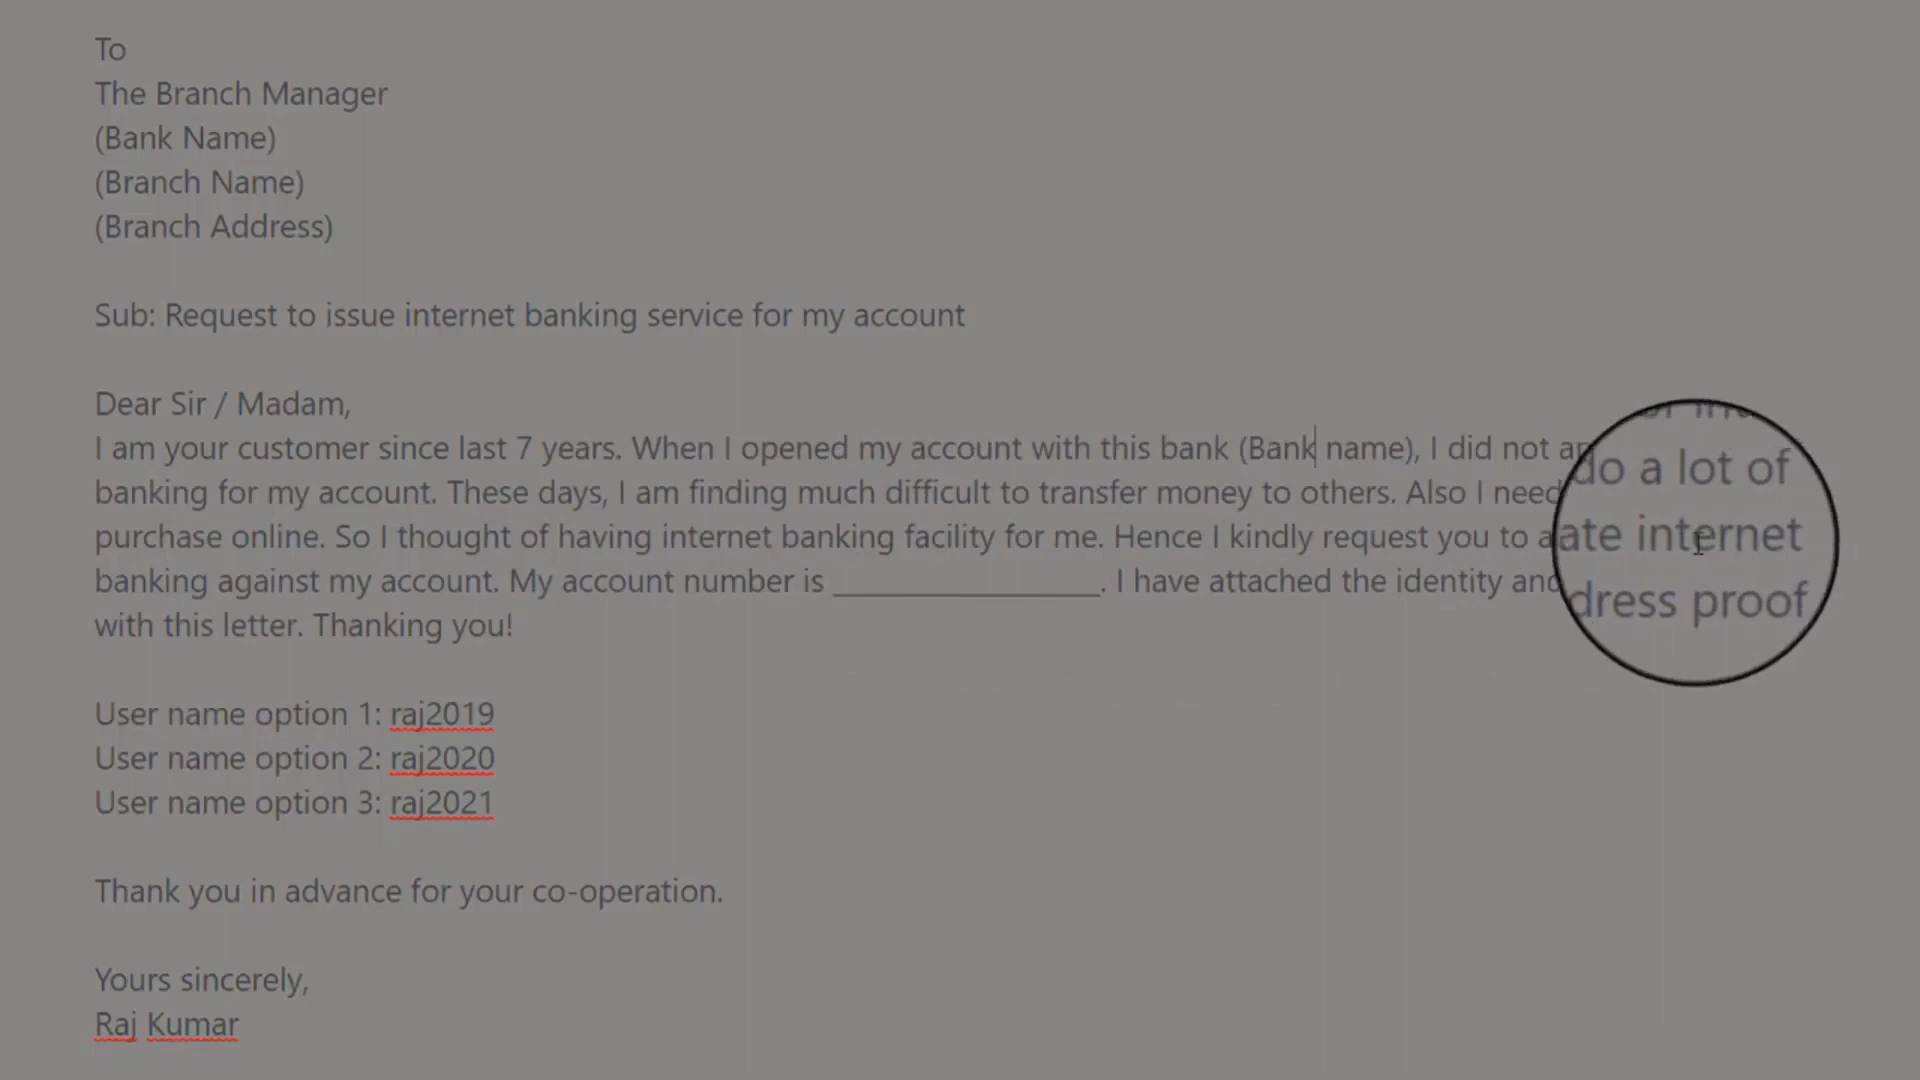 To
The Branch Manager
(Bank Name)
(Branch Name)
(Branch Address)
Sub: Request to issue internet banking service for my account
Dear Sir / Madam,
I am your customer since last 7 years. When I opened my account with this bank (Bank name), I did not
banking for my account. These days, I am finding much difficult to transfer money to others. Also I need do a lot of
purchase online. So I thought of having internet banking facility for me. Hence I kindly request you to internet
banking against my account. My account number is ________________. I have attached the identity and proof
with this letter. Thanking you!
User name option 1: raj2019
User name option 2: raj2020
User name option 3: raj2021
Thank you in advance for your co-operation.
Yours sincerely,
Raj Kumar